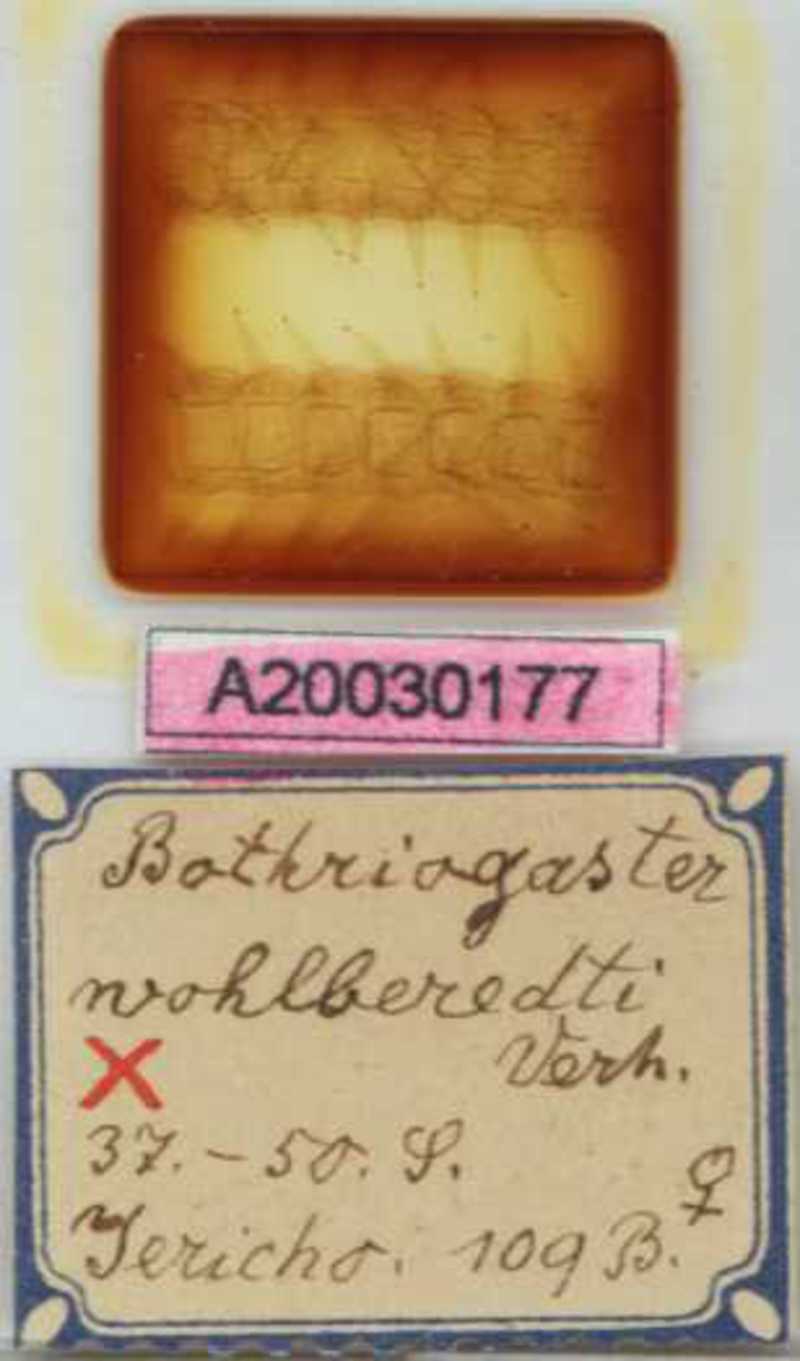 A20030177
Bothriogaster
wohlberedti
X Verh.
37.-50. S.
♀
Jericho. 109 B.